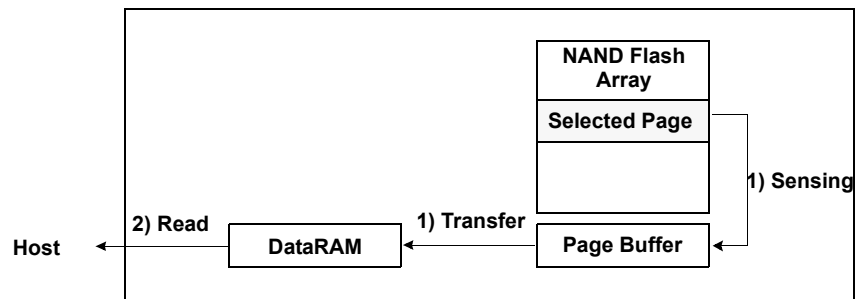 NAND Flash
Array
Selected Page
1) Sensing
2) Read
1) Transfer
Host
DataRAM
Page Buffer